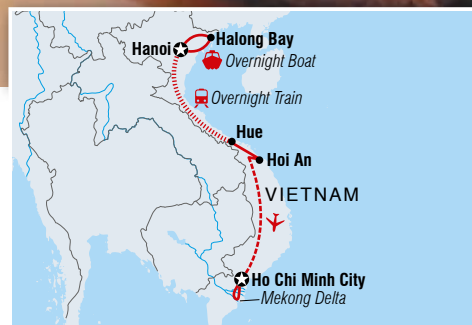 Halong Bay
Hanoi
Overnight Boat
Overnight Train
Hue
Hoi An
VIETNAM
Ho Chi Minh City
Mekong Delta